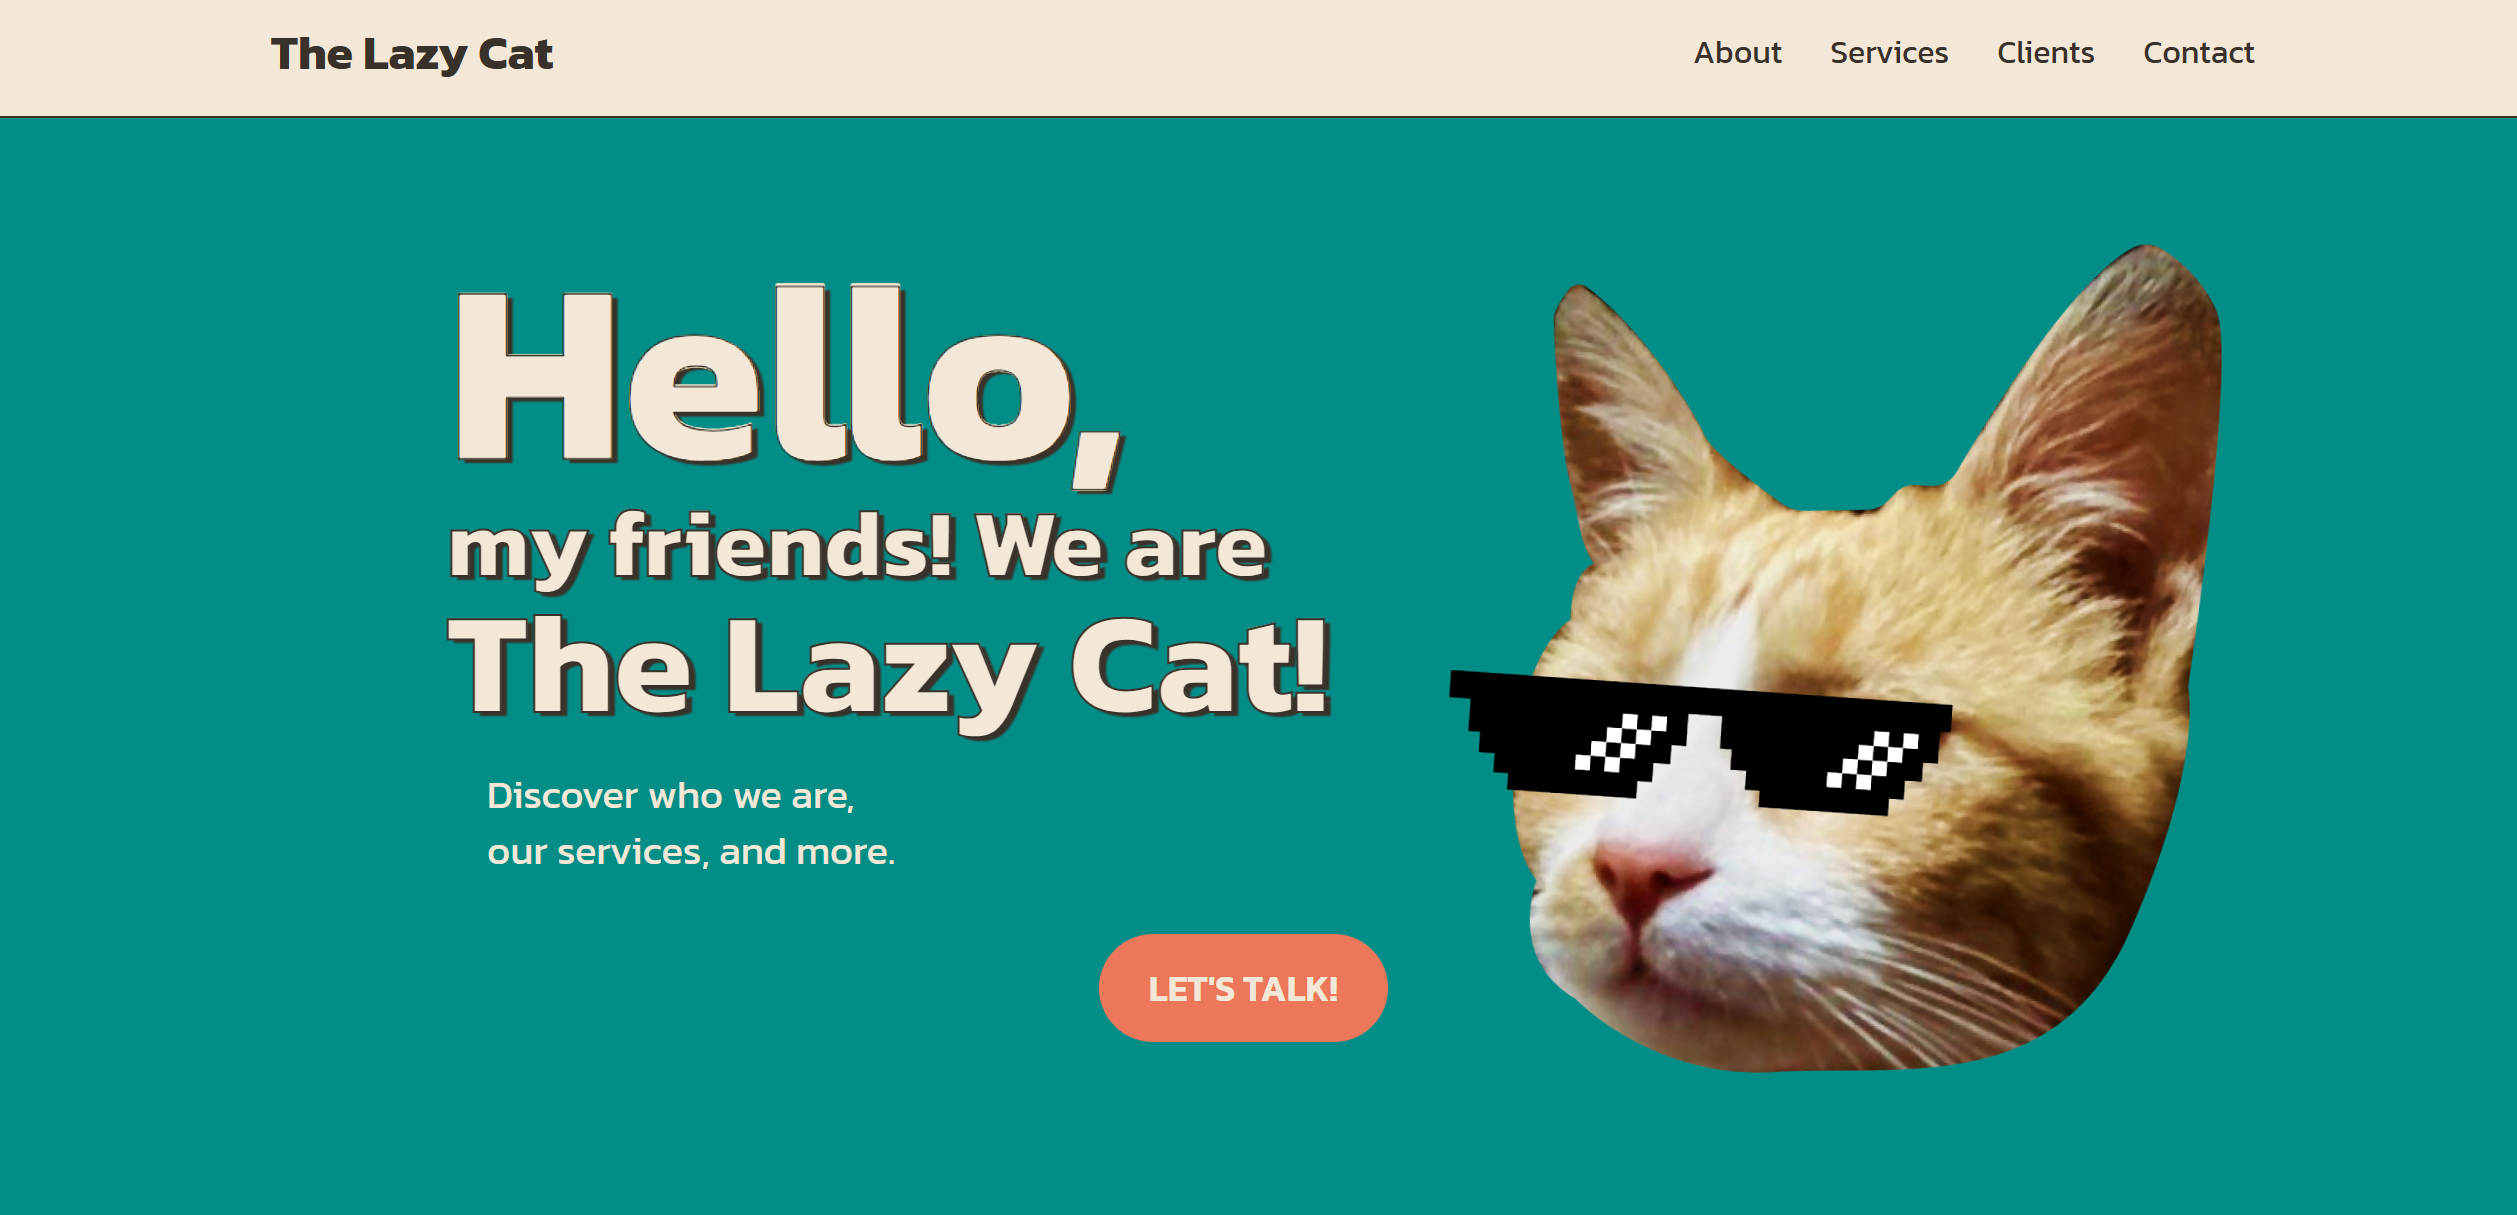 The Lazy Cat
About Services Clients Contact
Hello,
my friends! We are
The Lazy Cat!
Discover who we are,
our services, and more.
LET'S TALK!